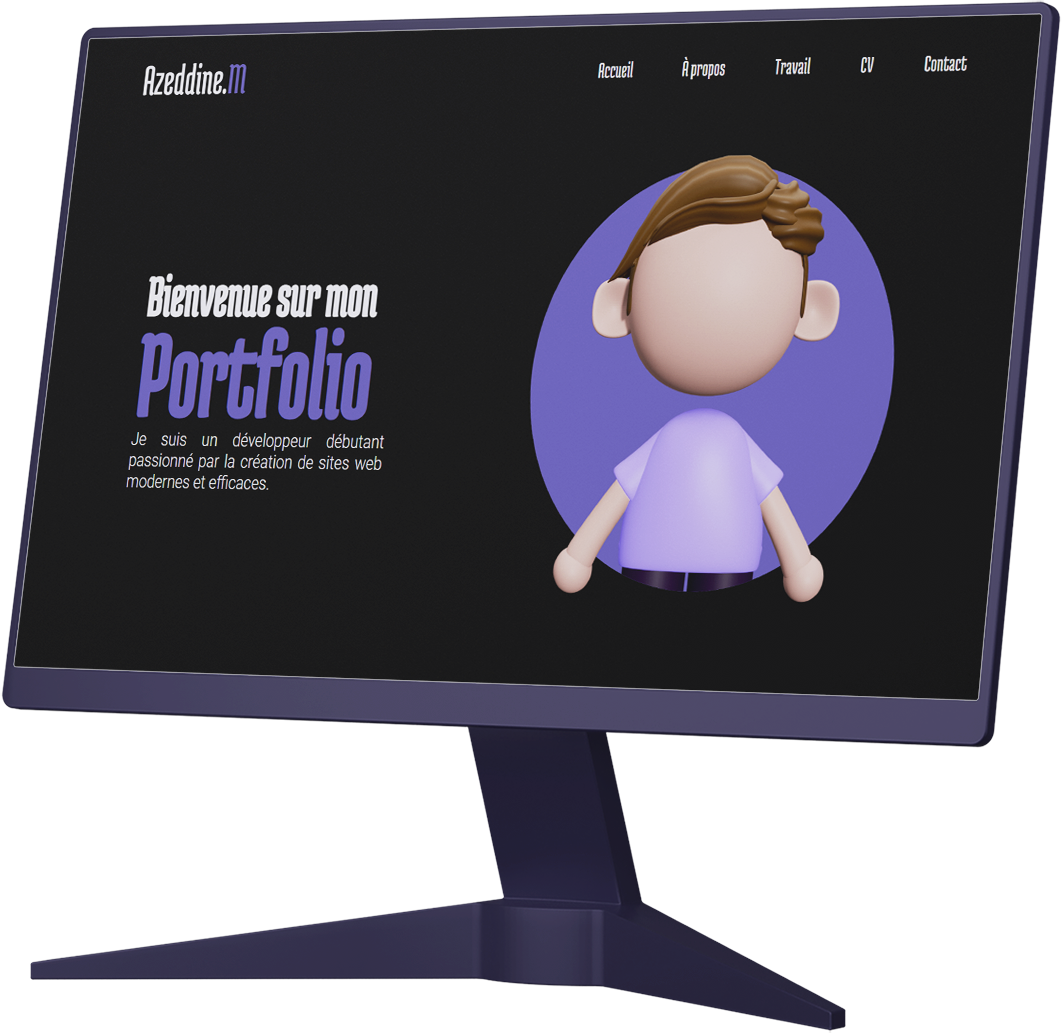 Azeddine.M
Accueil À propos Travail CV Contact
Bienvenue sur mon
Portfolio
Je suis un développeur débutant
passionné par la création de sites web
modernes et efficaces.